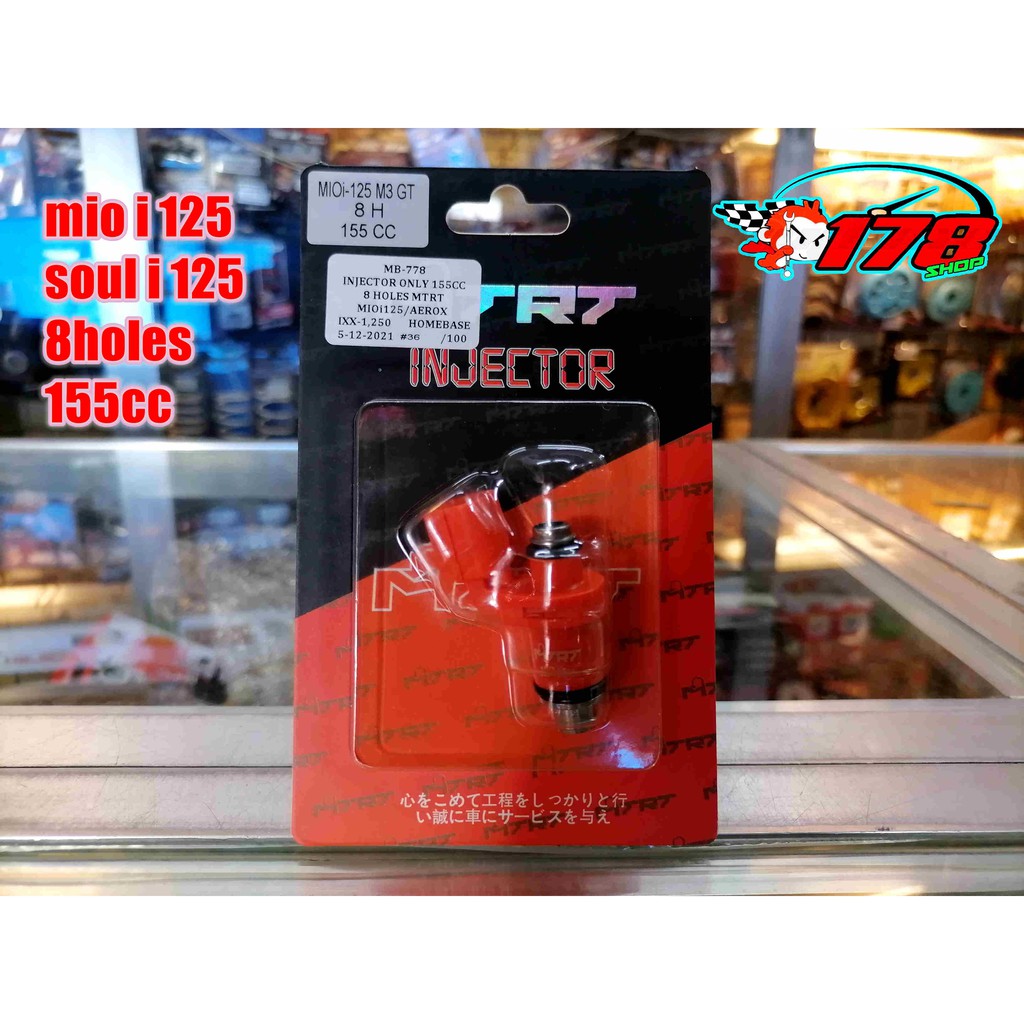 mio i 125
soul i 125
8holes
155cc
178
SHOP
MIOi-125 M3 GT
8 H
155 CC
MB-778
INJECTOR ONLY 155CC
8 HOLES MTRT
MIOi125/AEROX
IXX-1,250 HOMEBASE
5-12-2021 #36 /100
MTRT
INJECTOR
MTRT
MTRT
心をこめて工程をしっかりと行
い誠に車にサービスを与え